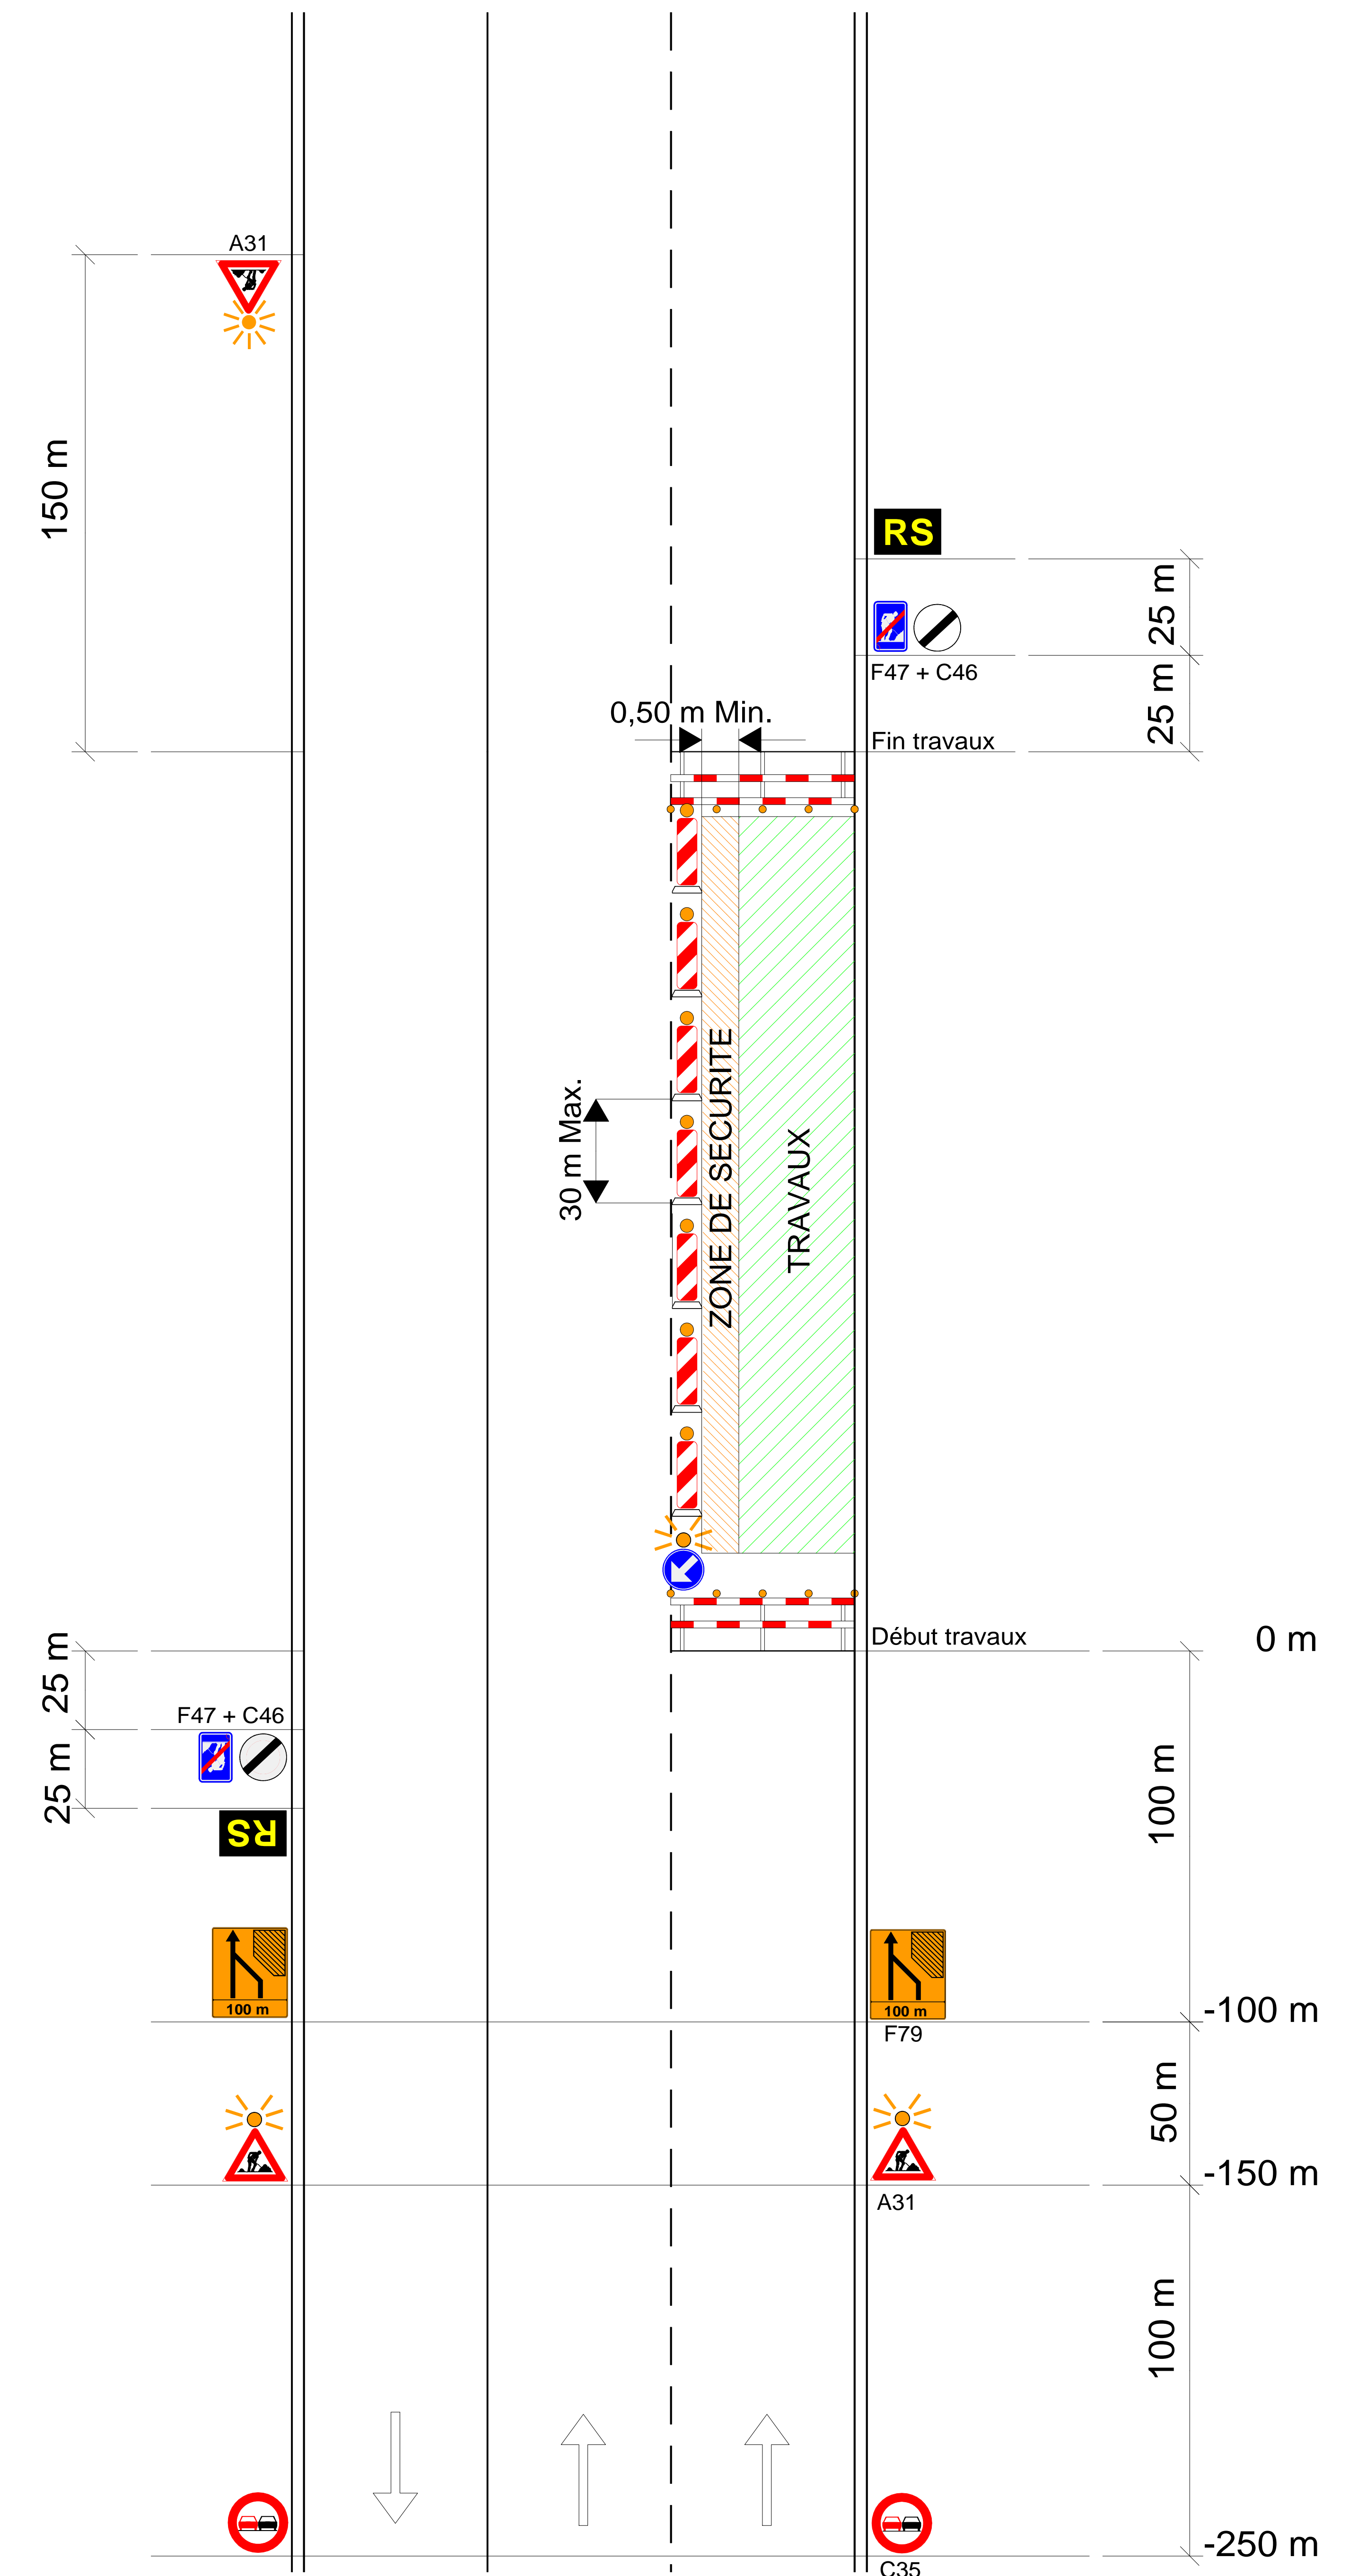 A31
150 m
RS
25 m
F47 + C46
25 m
0,50 m Min.
Fin travaux
30 m Max.
ZONE DE SECURITE
TRAVAUX
Début travaux
0 m
25 m
F47 + C46
25 m
RS
100 m
100 m
100 m
F79
-100 m
50 m
A31
-150 m
100 m
C35
-250 m